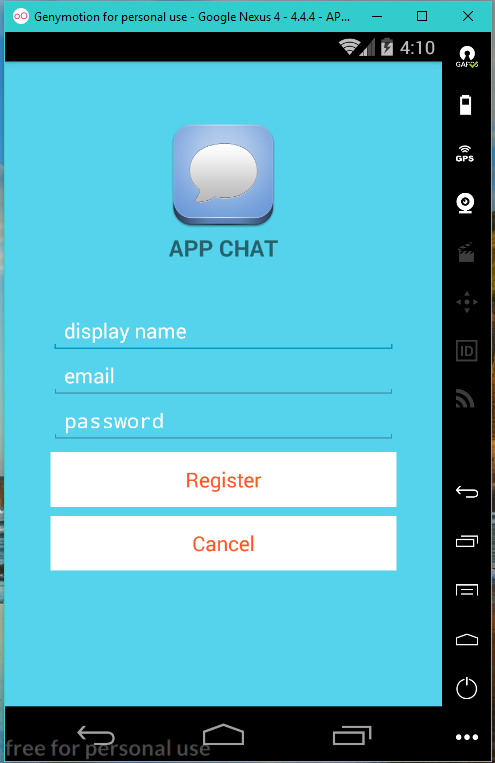 Genymotion for personal use - Google Nexus 4 - 4.4.4 - AP...
4:10
GAPPS
GPS
APP CHAT
display name
email
ID
password
Register
Cancel
free for personal use